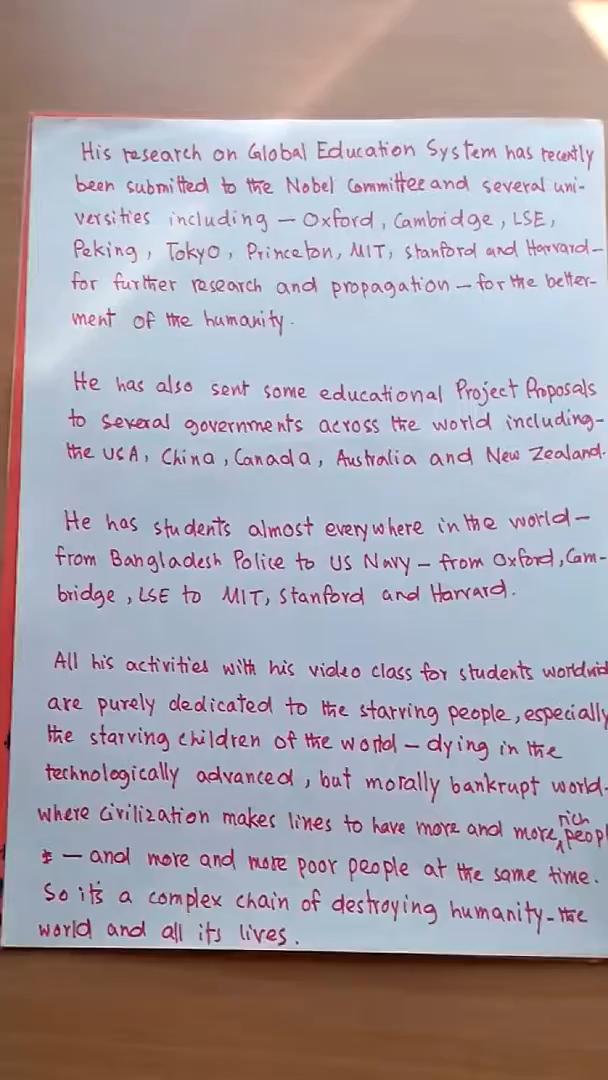 His research on Global Education System has recently
been submitted to the Nobel Committee and several uni-
versities including – Oxford, Cambridge, LSE,
Peking, Tokyo, Princeton, MIT, Stanford and Harvard –
for further research and propagation – for the better-
ment of the humanity.
He has also sent some educational Project Proposals
to several governments across the world including –
the USA, China, Canada, Australia and New Zealand.
He has students almost everywhere in the world –
from Bangladesh Police to US Navy – from Oxford, Cam-
bridge, LSE to MIT, Stanford and Harvard.
All his activities with his video class for students worldwid
are purely dedicated to the starving people, especially
the starving children of the world – dying in the
technologically advanced, but morally bankrupt world –
where civilization makes lines to have more and more rich peopl
– and more and more poor people at the same time.
So it's a complex chain of destroying humanity – the
world and all its lives.